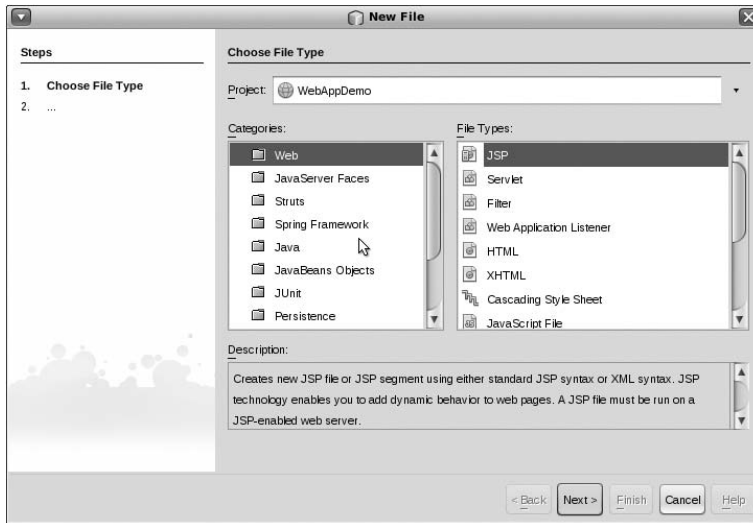 New File
Steps
1. Choose File Type
2. ...
Choose File Type
Project: WebAppDemo
Categories:
Web
JavaServer Faces
Struts
Spring Framework
Java
JavaBeans Objects
JUnit
Persistence
File Types:
JSP
Servlet
Filter
Web Application Listener
HTML
XHTML
Cascading Style Sheet
JavaScript File
Description:
Creates new JSP file or JSP segment using either standard JSP syntax or XML syntax. JSP
technology enables you to add dynamic behavior to web pages. A JSP file must be run on a
JSP-enabled web server.
< Back Next > Finish Cancel Help